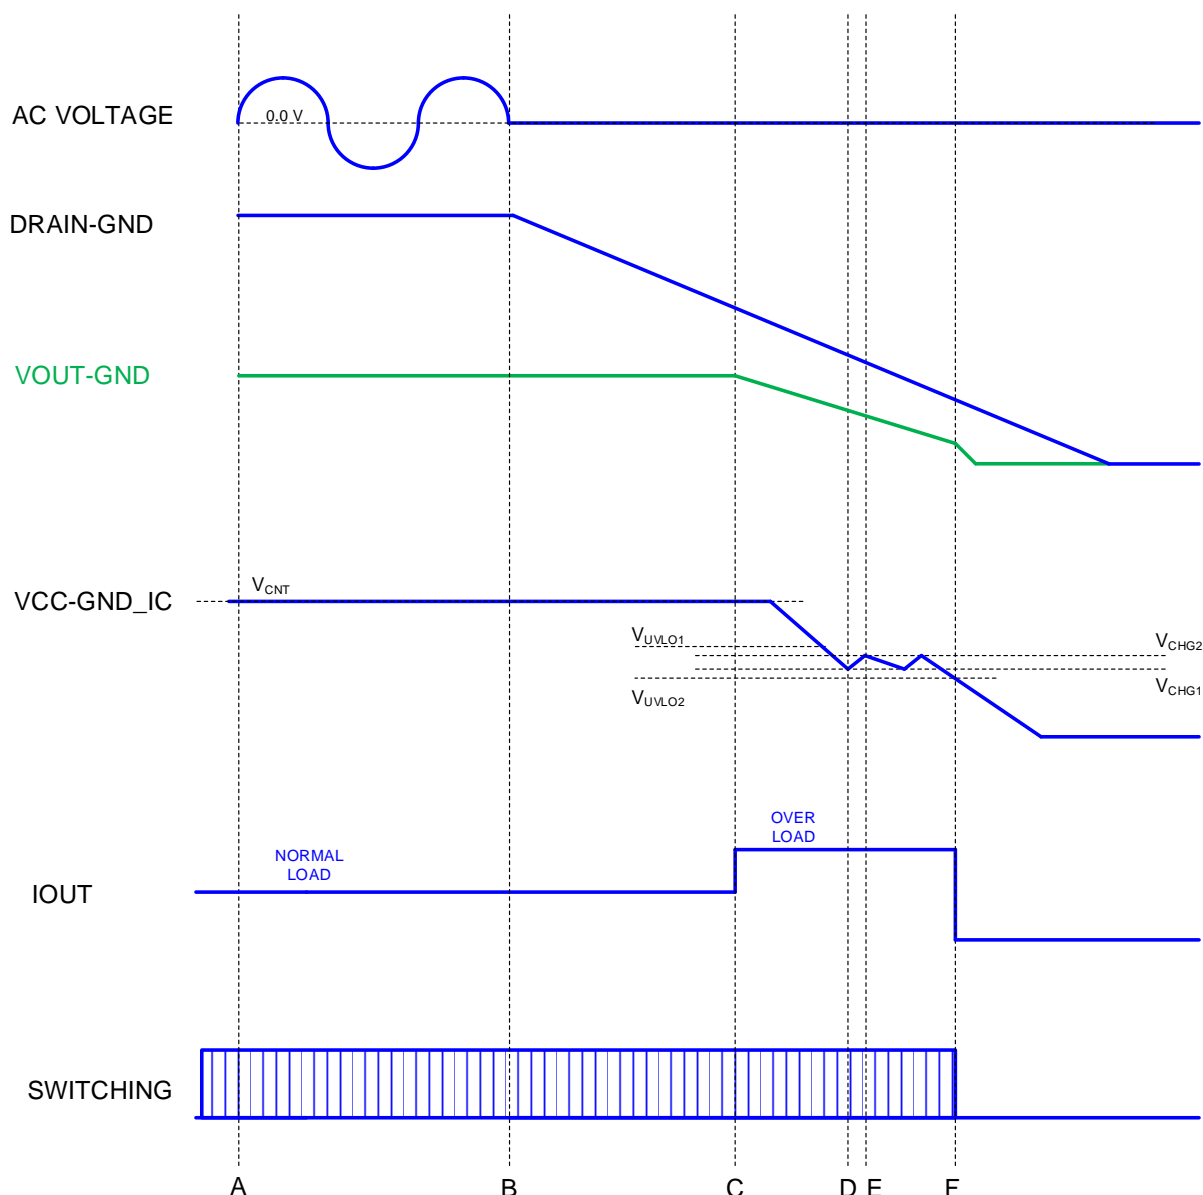 AC VOLTAGE
0.0 V
DRAIN-GND
VOUT-GND
VCC-GND_IC
VCNT
VUVLO1
VCHG2
VUVLO2
VCHG1
OVER
LOAD
NORMAL
LOAD
IOUT
SWITCHING
A B C D E F